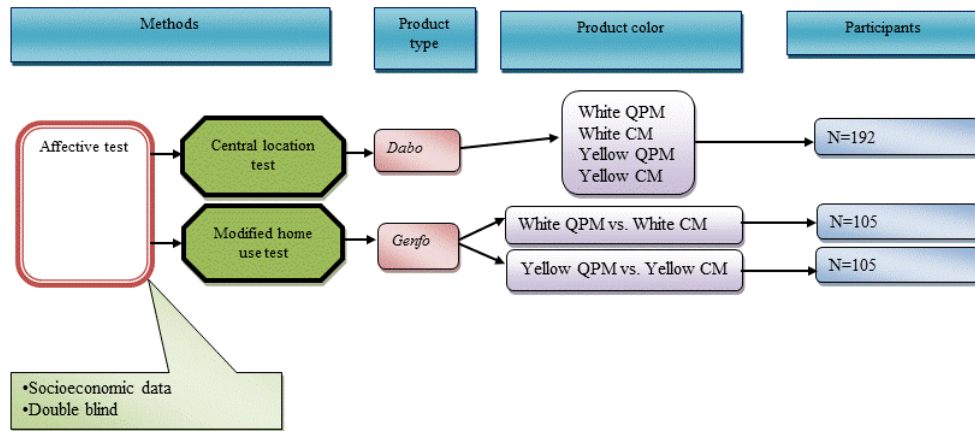 Methods
Product
type
Product color
Participants
Affective test
Central location
test
Dabo
White QPM
White CM
Yellow QPM
Yellow CM
N=192
Modified home
use test
Genfo
White QPM vs. White CM
N=105
Yellow QPM vs. Yellow CM
N=105
•Socioeconomic data
•Double blind